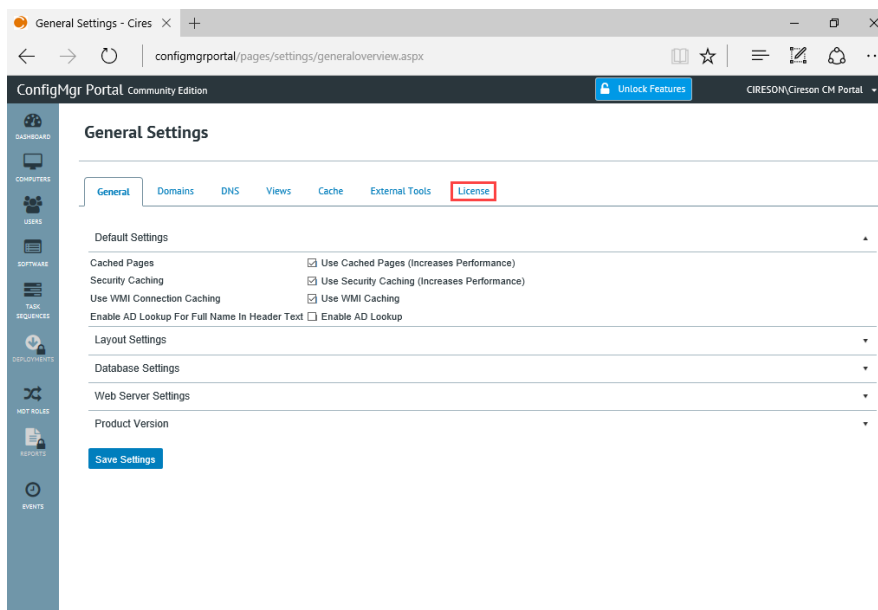 General Settings - Cires
configmgrportal/pages/settings/generaloverview.aspx
ConfigMgr Portal Community Edition
Unlock Features
CIRESON\Cireson CM Portal
DASHBOARD
COMPUTERS
USERS
SOFTWARE
TASK
SEQUENCES
DEPLOYMENTS
MDT ROLES
REPORTS
EVENTS
General Settings
General Domains DNS Views Cache External Tools License
Default Settings
Cached Pages Use Cached Pages (Increases Performance)
Security Caching Use Security Caching (Increases Performance)
Use WMI Connection Caching Use WMI Caching
Enable AD Lookup For Full Name In Header Text Enable AD Lookup
Layout Settings
Database Settings
Web Server Settings
Product Version
Save Settings